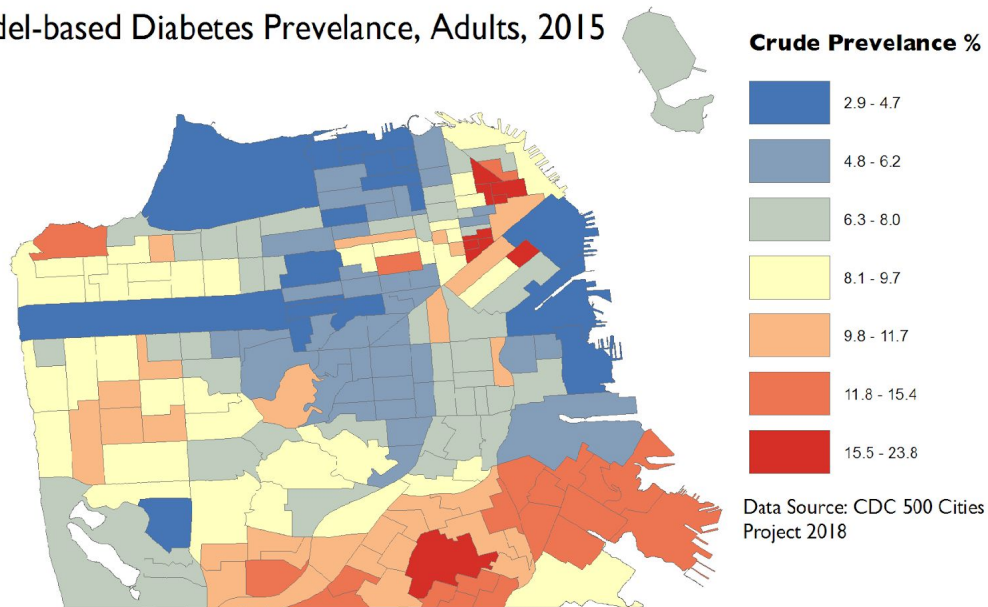 del-based Diabetes Prevelance, Adults, 2015
Crude Prevelance %
2.9 - 4.7
4.8 - 6.2
6.3 - 8.0
8.1 - 9.7
9.8 - 11.7
11.8 - 15.4
15.5 - 23.8
Data Source: CDC 500 Cities
Project 2018